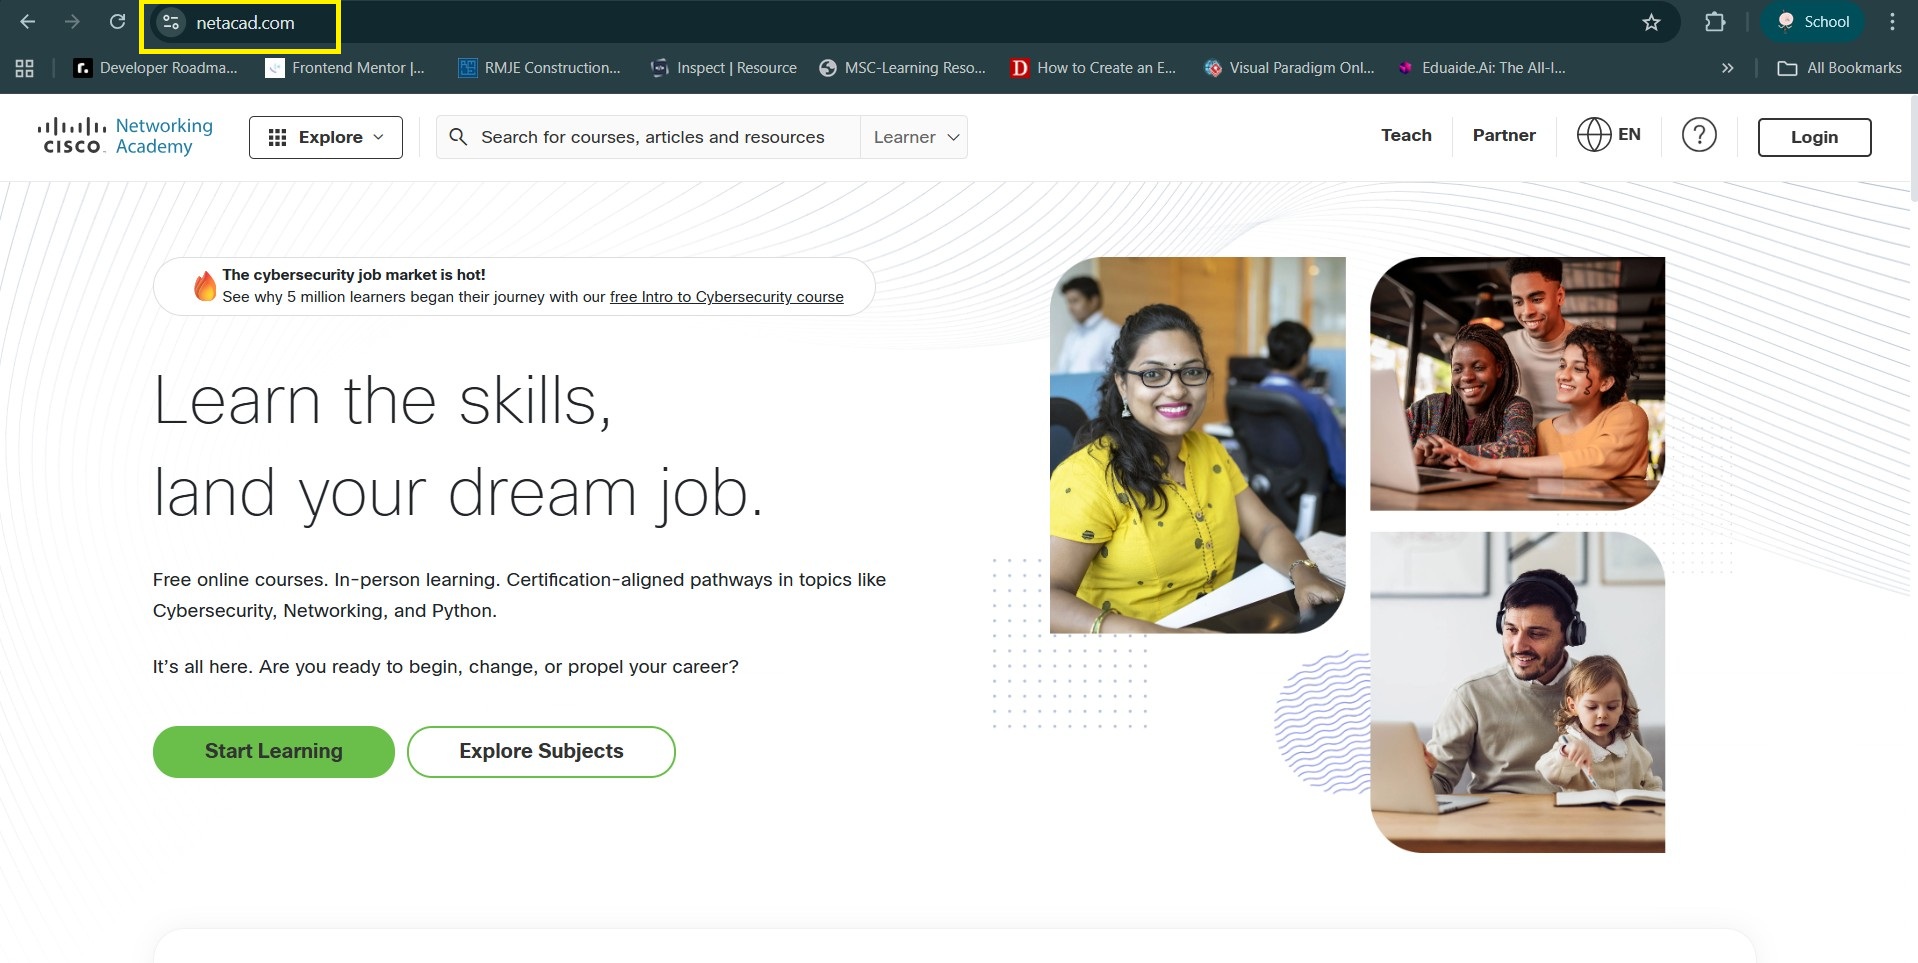 netacad.com
School
Developer Roadma...
Frontend Mentor |...
RMJE Construction...
Inspect | Resource
MSC-Learning Reso...
How to Create an E...
Visual Paradigm Onl...
Eduaide.Ai: The All-I...
All Bookmarks
CISCO
Networking
Academy
Explore
Search for courses, articles and resources
Learner
Teach
Partner
EN
Login
The cybersecurity job market is hot!
See why 5 million learners began their journey with our free Intro to Cybersecurity course
Learn the skills,
land your dream job.
Free online courses. In-person learning. Certification-aligned pathways in topics like
Cybersecurity, Networking, and Python.
It's all here. Are you ready to begin, change, or propel your career?
Start Learning
Explore Subjects